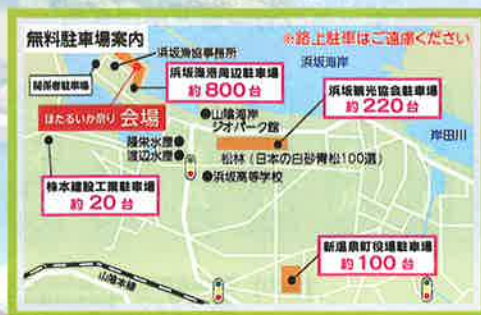 無料駐車場案内
※路上駐車はご遠慮ください
浜坂漁協事務所
関係者駐車場
浜坂漁港周辺駐車場
約800台
浜坂海岸
浜坂観光協会駐車場
約220台
ほたるいか祭り 会場
山陰海岸
ジオパーク館
岸田川
隆栄水産
渡辺水産
松林(日本の白砂青松100選)
浜坂高等学校
株本建設工業駐車場
約20台
新温泉町役場駐車場
約100台
山陰本線